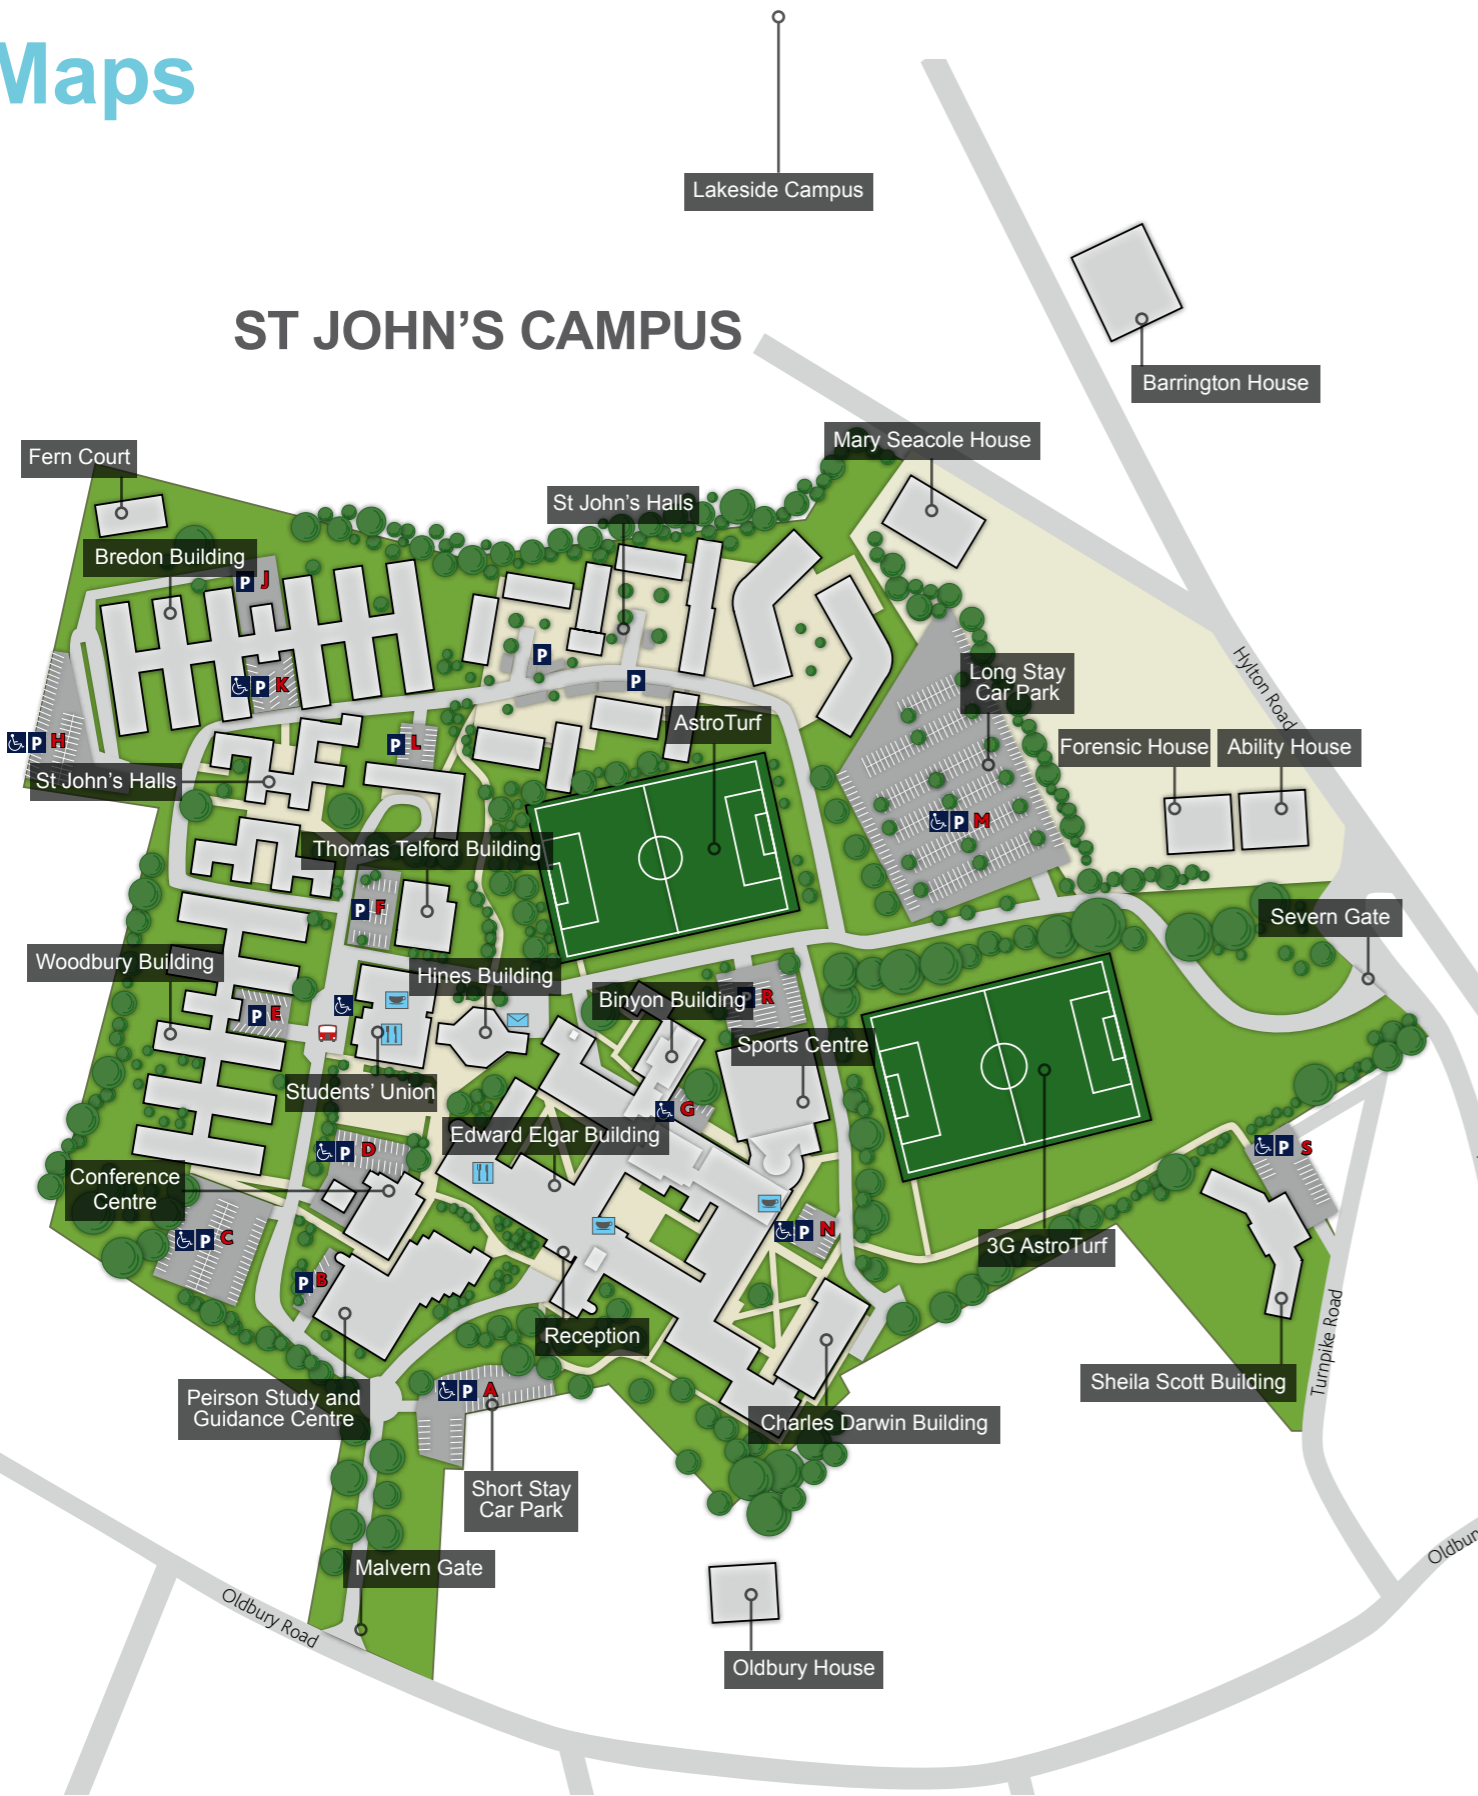 Maps
Lakeside Campus
ST JOHN’S CAMPUS
Barrington House
Mary Seacole House
Fern Court
St John’s Halls
Bredon Building
P J
P
P K
P
Long Stay
Car Park
Hylton Road
AstroTurf
P H
P L
Forensic House
Ability House
St John’s Halls
P M
Thomas Telford Building
P F
Severn Gate
Woodbury Building
Hines Building
Binyon Building
P R
P E
Sports Centre
Students’ Union
G
Edward Elgar Building
P D
P S
Conference
Centre
P C
P N
3G AstroTurf
P B
Reception
Turnpike Road
P A
Sheila Scott Building
Peirson Study and
Guidance Centre
Charles Darwin Building
Short Stay
Car Park
Malvern Gate
Oldbury Road
Oldbury House